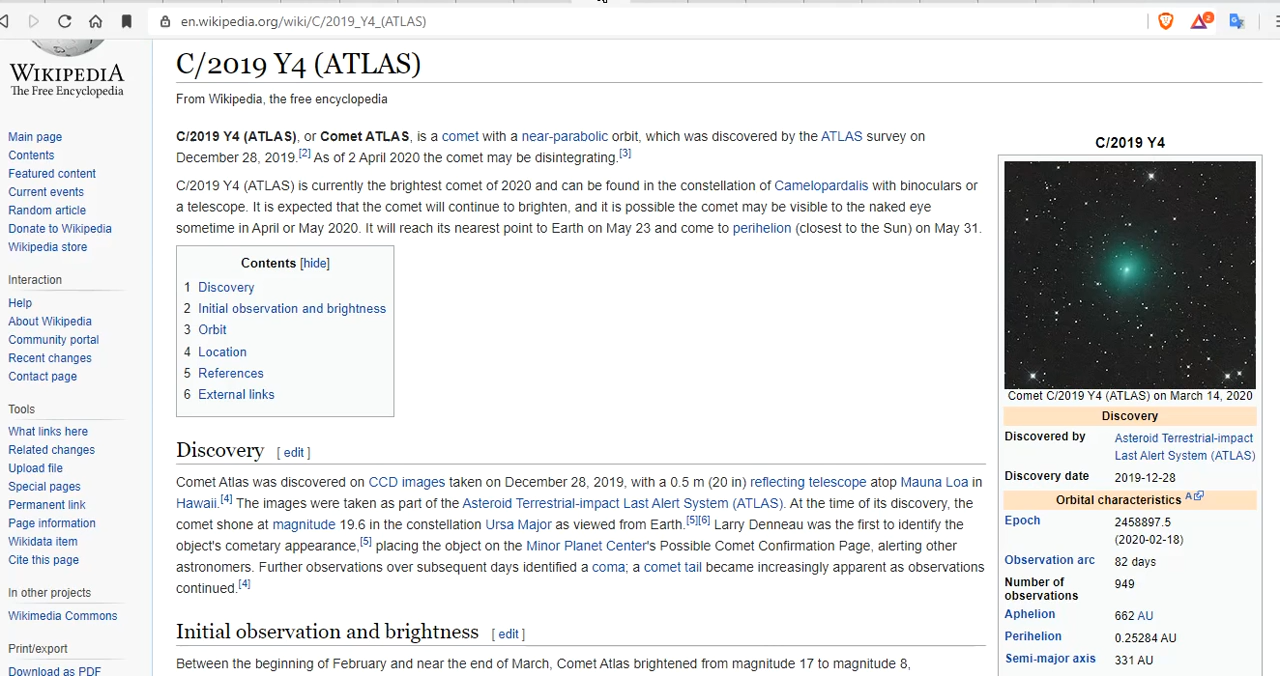 en.wikipedia.org/wiki/C/2019_Y4_(ATLAS)
2
WIKIPEDIA
The Free Encyclopedia
Main page
Contents
Featured content
Current events
Random article
Donate to Wikipedia
Wikipedia store
Interaction
Help
About Wikipedia
Community portal
Recent changes
Contact page
Tools
What links here
Related changes
Upload file
Special pages
Permanent link
Page information
Wikidata item
Cite this page
In other projects
Wikimedia Commons
Print/export
Download as PDF
C/2019 Y4 (ATLAS)
From Wikipedia, the free encyclopedia
C/2019 Y4 (ATLAS), or Comet ATLAS, is a comet with a near-parabolic orbit, which was discovered by the ATLAS survey on
December 28, 2019.[2] As of 2 April 2020 the comet may be disintegrating.[3]
C/2019 Y4 (ATLAS) is currently the brightest comet of 2020 and can be found in the constellation of Camelopardalis with binoculars or
a telescope. It is expected that the comet will continue to brighten, and it is possible the comet may be visible to the naked eye
sometime in April or May 2020. It will reach its nearest point to Earth on May 23 and come to perihelion (closest to the Sun) on May 31.
Contents [hide]
1 Discovery
2 Initial observation and brightness
3 Orbit
4 Location
5 References
6 External links
Discovery [ edit ]
Comet Atlas was discovered on CCD images taken on December 28, 2019, with a 0.5 m (20 in) reflecting telescope atop Mauna Loa in
Hawaii.[4] The images were taken as part of the Asteroid Terrestrial-impact Last Alert System (ATLAS). At the time of its discovery, the
comet shone at magnitude 19.6 in the constellation Ursa Major as viewed from Earth.[5][6] Larry Denneau was the first to identify the
object's cometary appearance,[5] placing the object on the Minor Planet Center's Possible Comet Confirmation Page, alerting other
astronomers. Further observations over subsequent days identified a coma; a comet tail became increasingly apparent as observations
continued.[4]
Initial observation and brightness [ edit ]
Between the beginning of February and near the end of March, Comet Atlas brightened from magnitude 17 to magnitude 8,
C/2019 Y4
Comet C/2019 Y4 (ATLAS) on March 14, 2020
Discovery
Discovered by Asteroid Terrestrial-impact
Last Alert System (ATLAS)
Discovery date 2019-12-28
Orbital characteristics A
Epoch 2458897.5
(2020-02-18)
Observation arc 82 days
Number of 949
observations
Aphelion 662 AU
Perihelion 0.25284 AU
Semi-major axis 331 AU